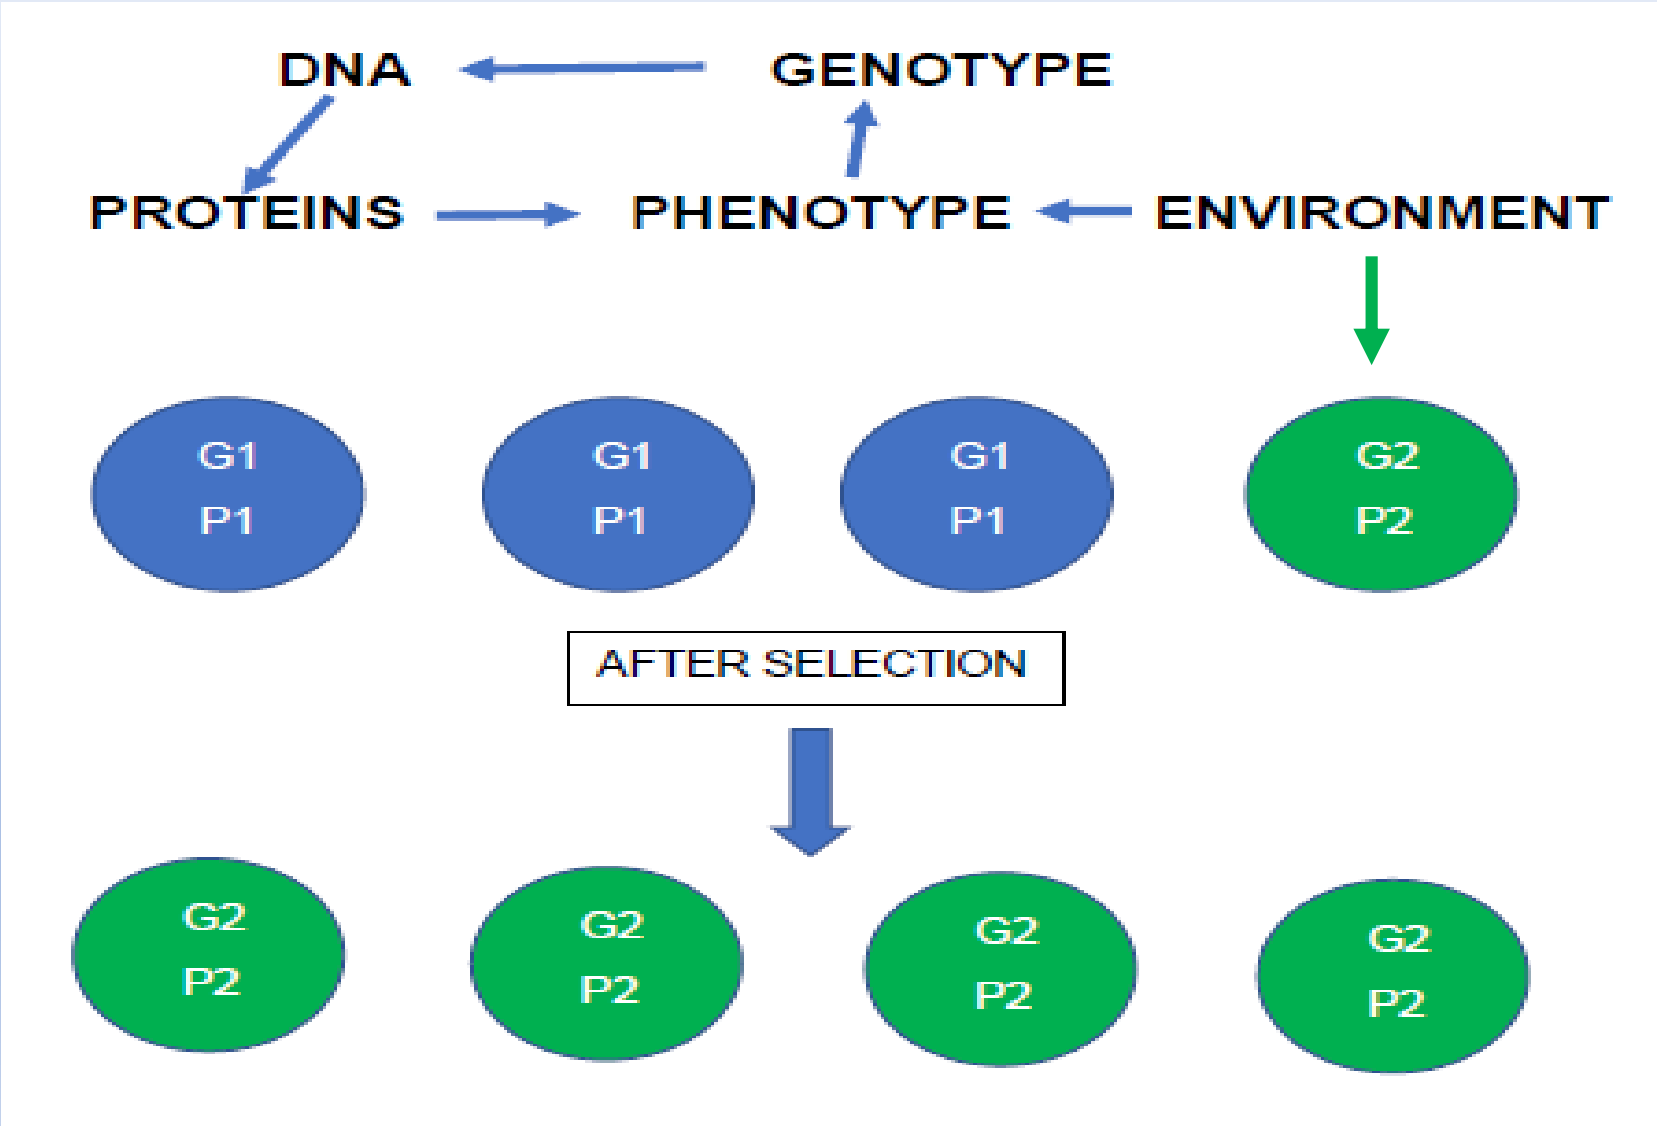 DNA GENOTYPE
PROTEINS PHENOTYPE ENVIRONMENT
G1 G1 G1 G2
P1 P1 P1 P2
AFTER SELECTION
G2 G2 G2 G2
P2 P2 P2 P2